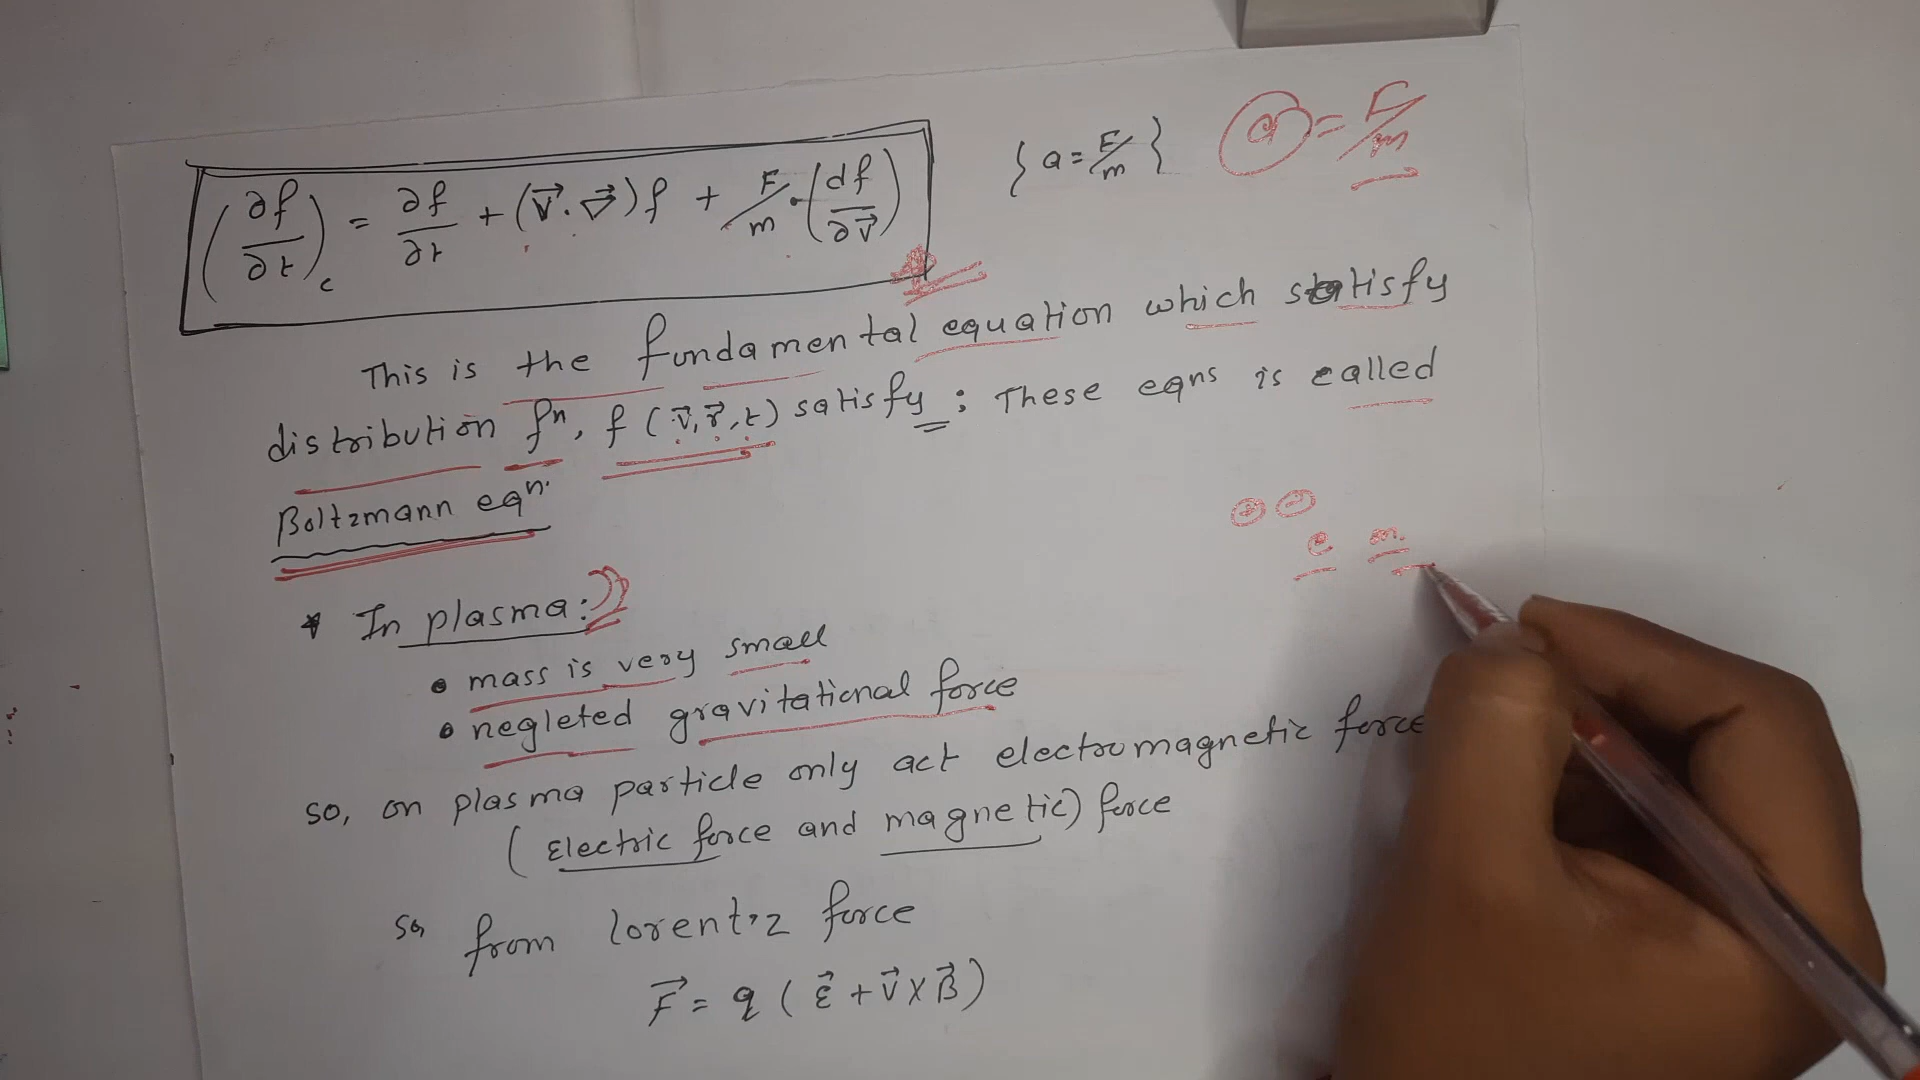 (∂f/∂t)c = ∂f/∂t + (v⃗.∇⃗)f + F/m.(df/∂v⃗) {a=F/m} a=F/m
This is the fundamental equation which satisfy
distribution fⁿ, f(v⃗,r⃗,t) satisfy; These eqns is called
Boltzmann eqⁿ.
⊕ ⊖
e m.
* In plasma:
• mass is very small
• negleted gravitational force
so, on plasma particle only act electromagnetic force
(Electric force and magnetic) force
so, from lorentz force
F⃗ = q(ε⃗+v⃗×B⃗)